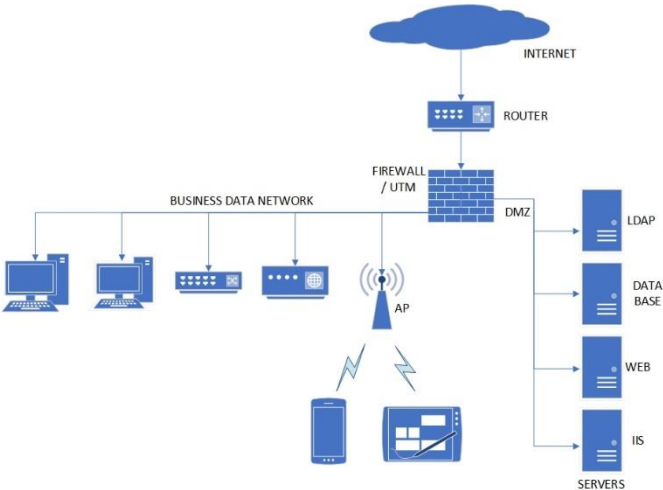 INTERNET
ROUTER
FIREWALL
/ UTM
BUSINESS DATA NETWORK
DMZ
LDAP
DATA
BASE
AP
WEB
IIS
SERVERS